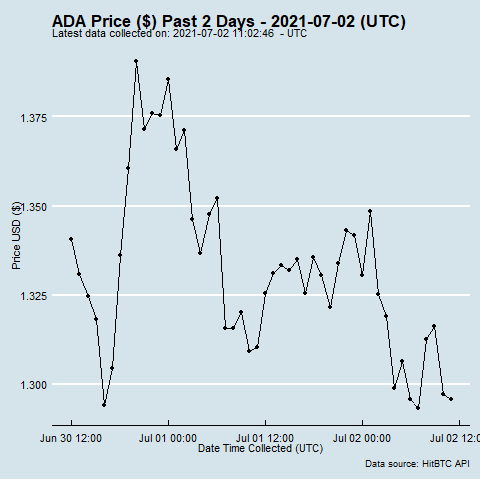 ADA Price ($) Past 2 Days - 2021-07-02 (UTC)
Latest data collected on: 2021-07-02 11:02:46  - UTC
1.375
1.350
1.325
1.300
Price USD ($)
Jun 30 12:00 Jul 01 00:00 Jul 01 12:00 Jul 02 00:00 Jul 02 12:00
Date Time Collected (UTC)
Data source: HitBTC API